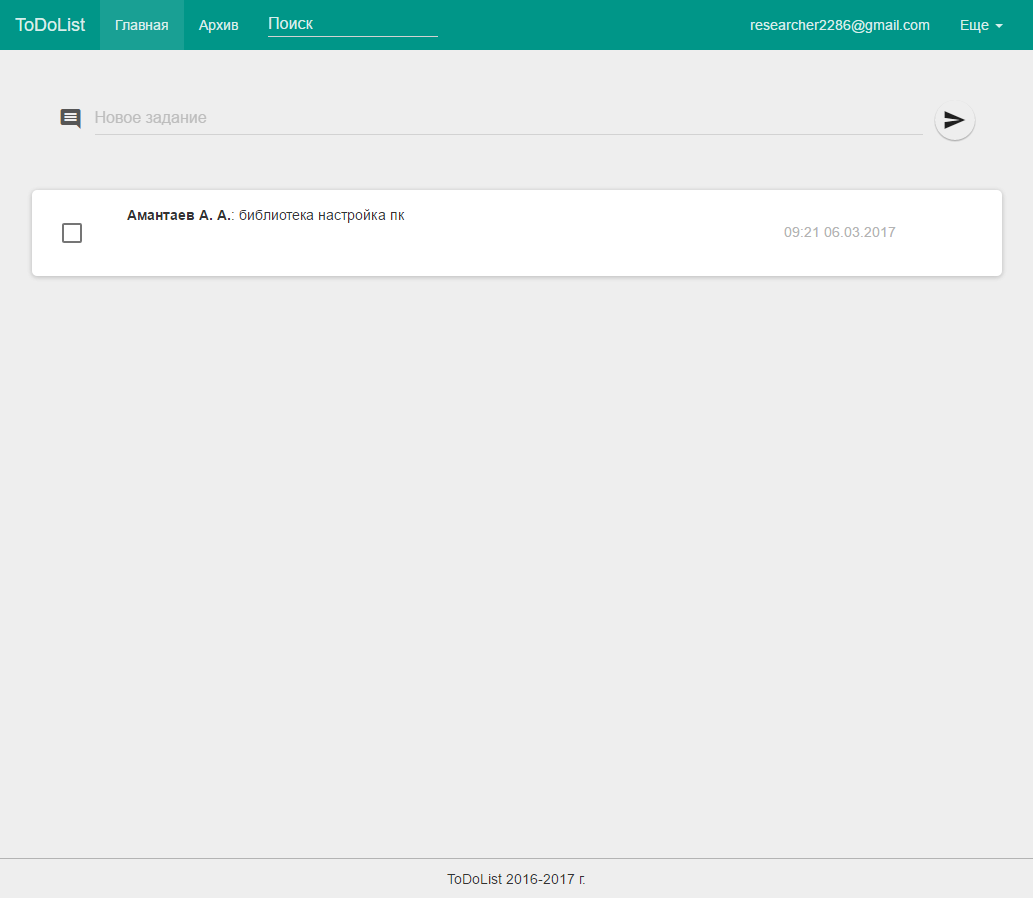 ToDoList Главная Архив Поиск researcher2286@gmail.com Еще
Новое задание
Амантаев А. А.: библиотека настройка пк
09:21 06.03.2017
ToDoList 2016-2017 г.